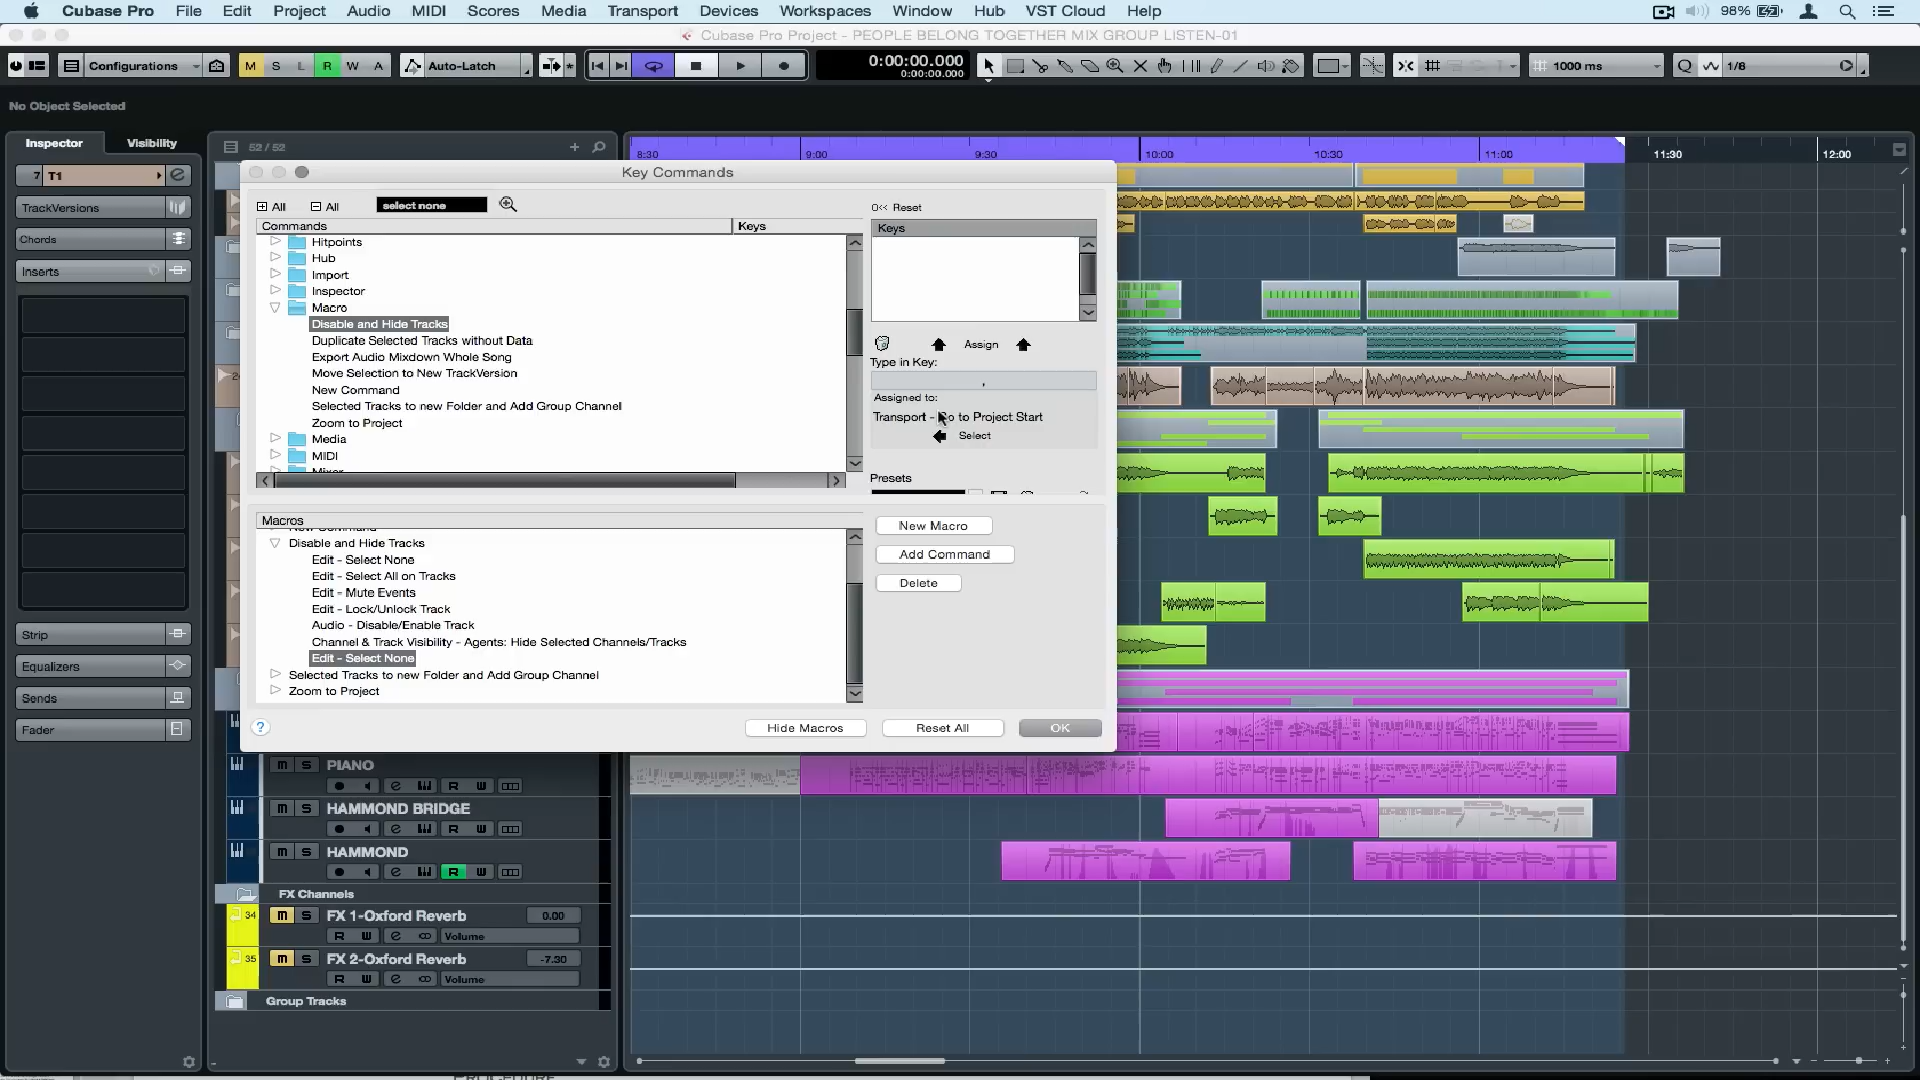 Cubase Pro File Edit Project Audio MIDI Scores Media Transport Devices Workspaces Window Hub VST Cloud Help 98%
Cubase Pro Project - PEOPLE BELONG TOGETHER MIX GROUP LISTEN-01
Configurations M S L R W A Auto-Latch 0:00:00.000 1000 ms Q 1/8
0:00:00.000
No Object Selected
Inspector Visibility 52 / 52
8:30 9:00 9:30 10:00 10:30 11:00 11:30 12:00
7 T1
TrackVersions
Chords
Inserts
Strip
Equalizers
Sends
Fader
Key Commands
All All select none
Commands Keys
Hitpoints
Hub
Import
Inspector
Macro
Disable and Hide Tracks
Duplicate Selected Tracks without Data
Export Audio Mixdown Whole Song
Move Selection to New TrackVersion
New Command
Selected Tracks to new Folder and Add Group Channel
Zoom to Project
Media
MIDI
Mixer
Reset
Keys
Assign
Type in Key:
,
Assigned to:
Transport - Go to Project Start
Select
Presets
Macros
New Command
Disable and Hide Tracks
Edit - Select None
Edit - Select All on Tracks
Edit - Mute Events
Edit - Lock/Unlock Track
Audio - Disable/Enable Track
Channel & Track Visibility - Agents: Hide Selected Channels/Tracks
Edit - Select None
Selected Tracks to new Folder and Add Group Channel
Zoom to Project
New Macro
Add Command
Delete
? Hide Macros Reset All OK
m S PIANO
e R W
m S HAMMOND BRIDGE
e R W
m S HAMMOND
e R W
FX Channels
34 m S FX 1-Oxford Reverb 0.00
R W e Volume
35 m S FX 2-Oxford Reverb -7.30
R W e Volume
Group Tracks
PROCEDURE